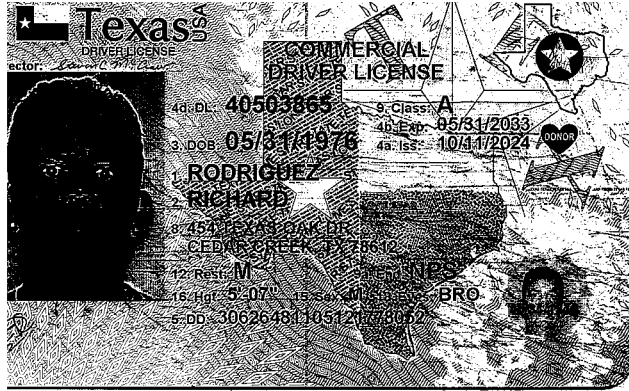 Texas USA
DRIVER LICENSE
ector:
COMMERCIAL
DRIVER LICENSE
4d. DL: 40503865 9. Class: A
4b. Exp: 05/31/2033
3. DOB: 05/31/1976 4a. Iss: 10/11/2024
DONOR
1. RODRIGUEZ
2. RICHARD
8. 454 TEXAS OAK DR
CEDAR CREEK, TX 78612
12. Rest: M 9a. End: NPS
16. Hgt: 5'-07" 15. Sex: M 18. Eyes: BRO
5. DD: